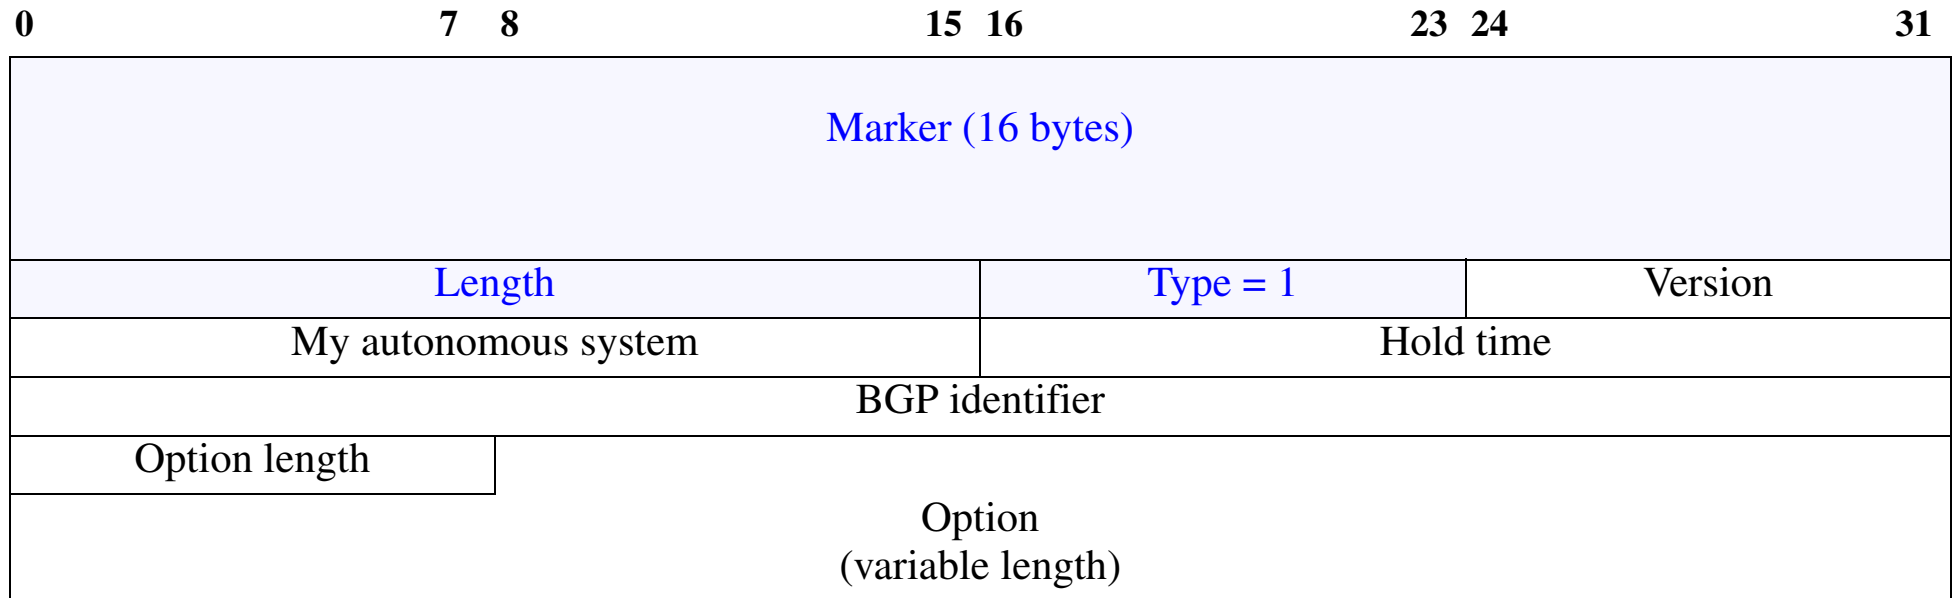 0 7 8 15 16 23 24 31
Marker (16 bytes)
Length Type = 1 Version
My autonomous system Hold time
BGP identifier
Option length
Option
(variable length)